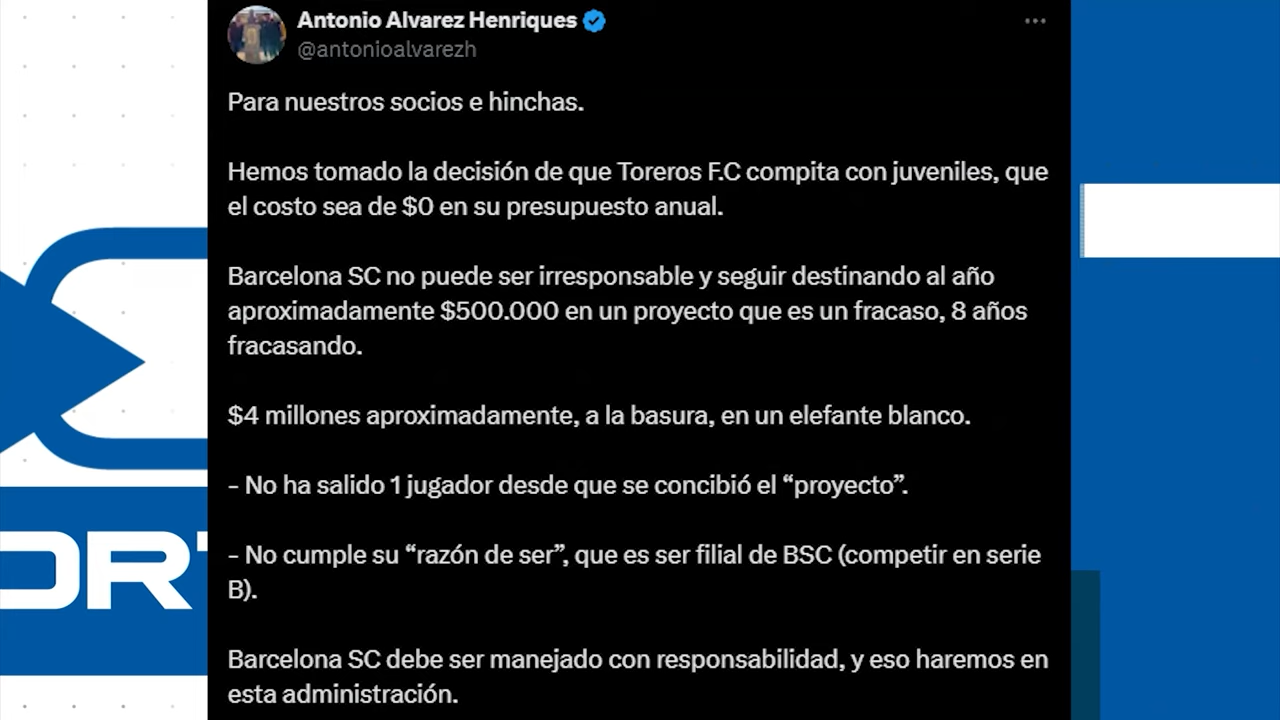 Antonio Alvarez Henriques
@antonioalvarezh
Para nuestros socios e hinchas.
Hemos tomado la decisión de que Toreros F.C compita con juveniles, que
el costo sea de $0 en su presupuesto anual.
Barcelona SC no puede ser irresponsable y seguir destinando al año
aproximadamente $500.000 en un proyecto que es un fracaso, 8 años
fracasando.
$4 millones aproximadamente, a la basura, en un elefante blanco.
- No ha salido 1 jugador desde que se concibió el “proyecto”.
- No cumple su “razón de ser”, que es ser filial de BSC (competir en serie
B).
Barcelona SC debe ser manejado con responsabilidad, y eso haremos en
esta administración.